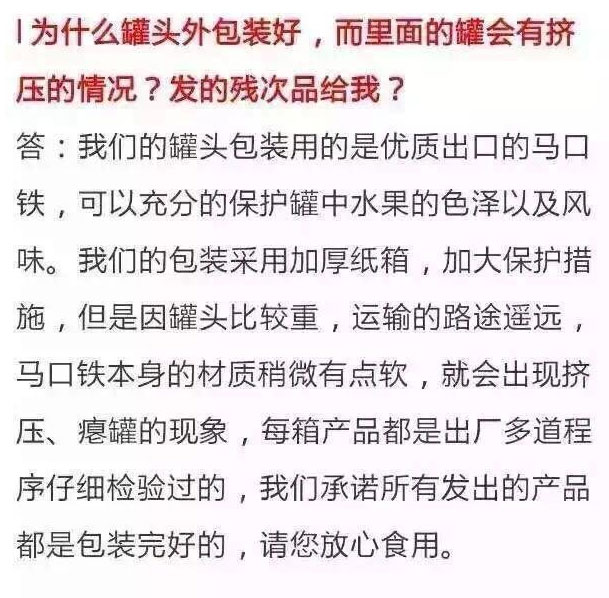 |为什么罐头外包装好，而里面的罐会有挤
压的情况？发的残次品给我？
答：我们的罐头包装用的是优质出口的马口
铁，可以充分的保护罐中水果的色泽以及风
味。我们的包装采用加厚纸箱，加大保护措
施，但是因罐头比较重，运输的路途遥远，
马口铁本身的材质稍微有点软，就会出现挤
压、瘪罐的现象，每箱产品都是出厂多道程
序仔细检验过的，我们承诺所有发出的产品
都是包装完好的，请您放心食用。